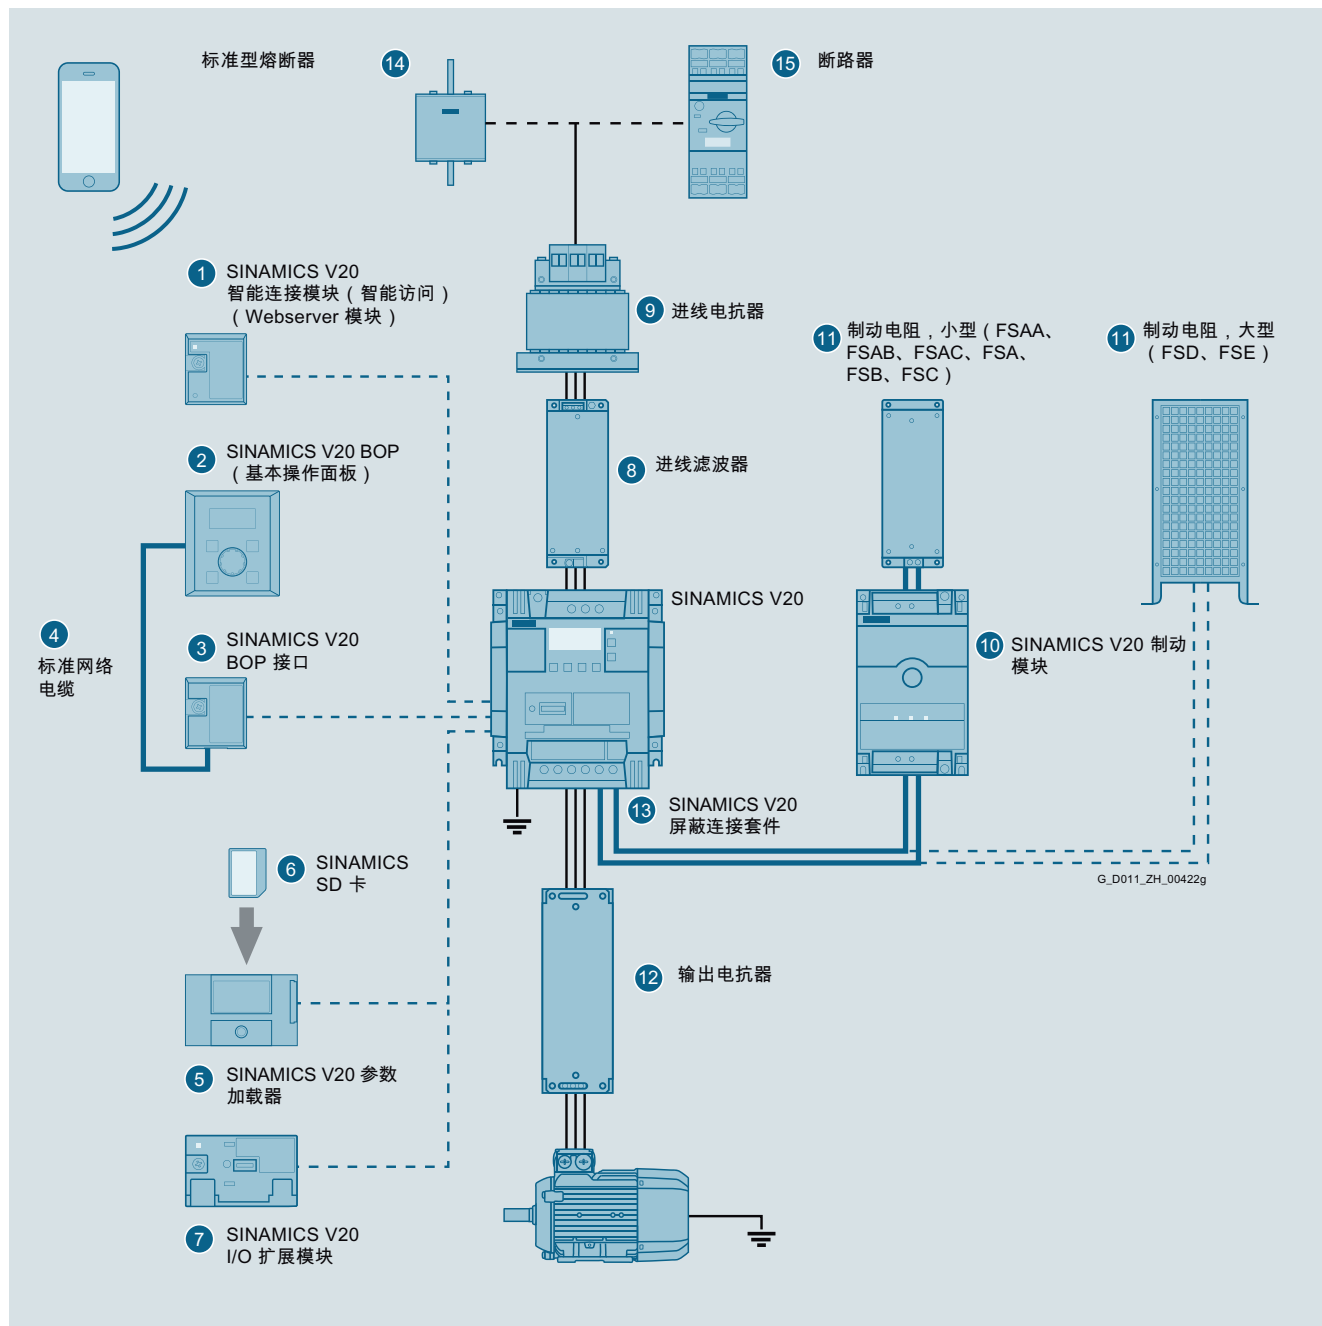 标准型熔断器
14
15
断路器
1
SINAMICS V20
智能连接模块（智能访问）
（Webserver 模块）
9
进线电抗器
11
制动电阻，小型（FSAA、
FSAB、FSAC、FSA、
FSB、FSC）
11
制动电阻，大型
（FSD、FSE）
2
SINAMICS V20 BOP
（基本操作面板）
8
进线滤波器
SINAMICS V20
4
标准网络
电缆
3
SINAMICS V20
BOP 接口
10
SINAMICS V20 制动
模块
13
SINAMICS V20
屏蔽连接套件
6
SINAMICS
SD 卡
G_D011_ZH_00422g
12
输出电抗器
5
SINAMICS V20 参数
加载器
7
SINAMICS V20
I/O 扩展模块